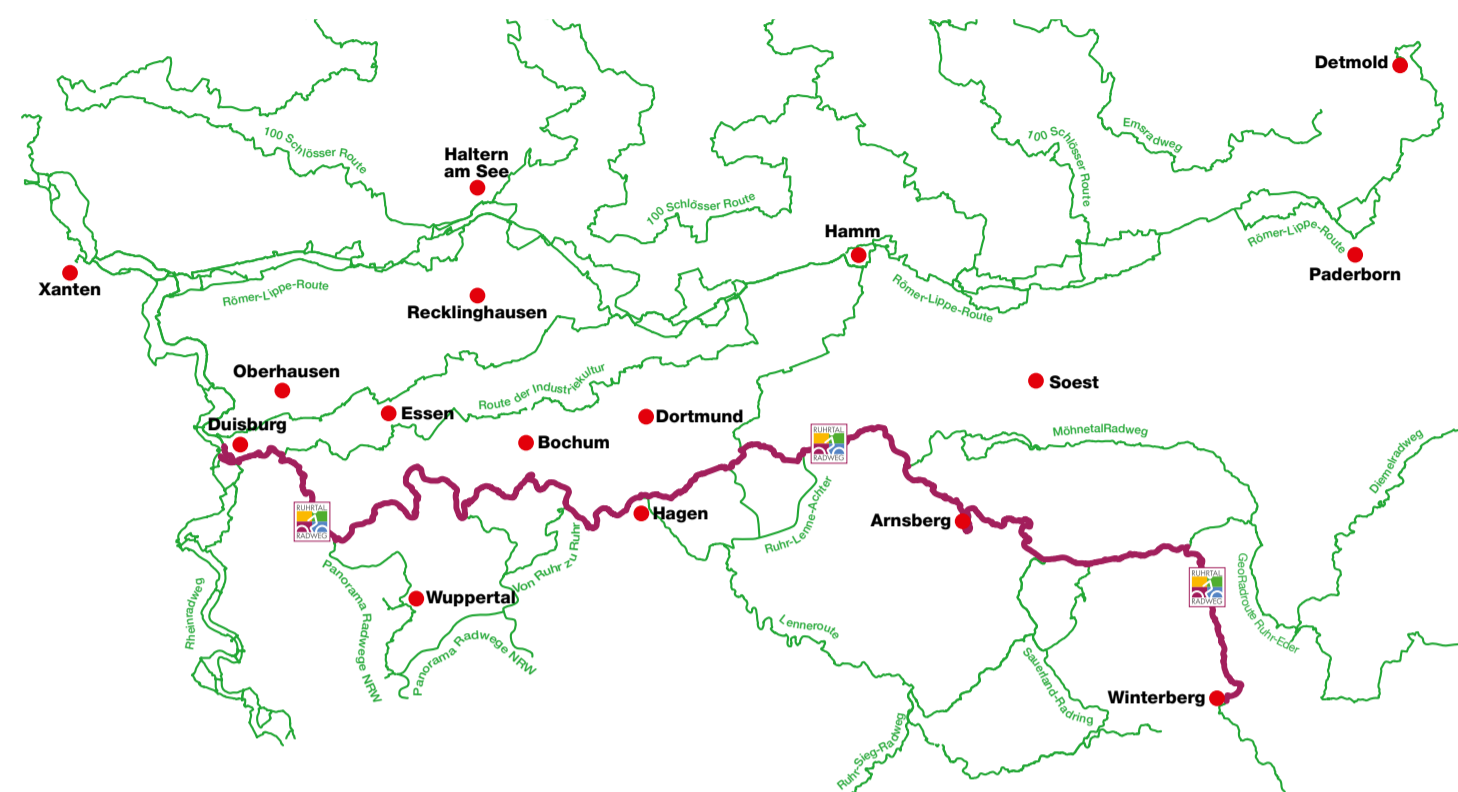 Detmold
Emsradweg
100 Schlösser Route
100 Schlösser Route
Haltern
am See
100 Schlösser Route
Hamm
Römer-Lippe-Route
Paderborn
Xanten
Römer-Lippe-Route
Römer-Lippe-Route
Recklinghausen
Oberhausen
Soest
Route der Industriekultur
Essen
Duisburg
Dortmund
Bochum
MöhnetalRadweg
Diemelradweg
RUHRTAL
RADWEG
Hagen
Ruhr-Lenne-Achter
Arnsberg
RUHRTAL
RADWEG
Von Ruhr zu Ruhr
Panorama Radwege NRW
GeoRadroute Ruhr-Eder
RUHRTAL
RADWEG
Rheinradweg
Wuppertal
Panorama Radwege NRW
Lenneroute
Sauerland-Radring
Winterberg
Ruhr-Sieg-Radweg